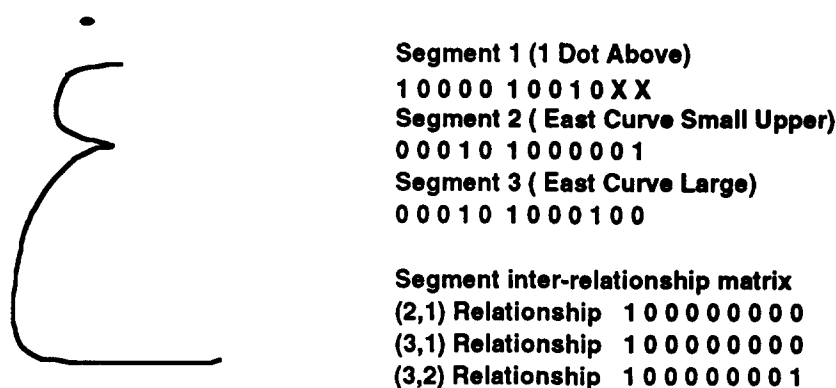 غ
Segment 1 (1 Dot Above)
1 0 0 0 0 1 0 0 1 0 X X
Segment 2 ( East Curve Small Upper)
0 0 0 1 0 1 0 0 0 0 0 1
Segment 3 ( East Curve Large)
0 0 0 1 0 1 0 0 0 1 0 0
Segment inter-relationship matrix
(2,1) Relationship 1 0 0 0 0 0 0 0 0
(3,1) Relationship 1 0 0 0 0 0 0 0 0
(3,2) Relationship 1 0 0 0 0 0 0 0 1